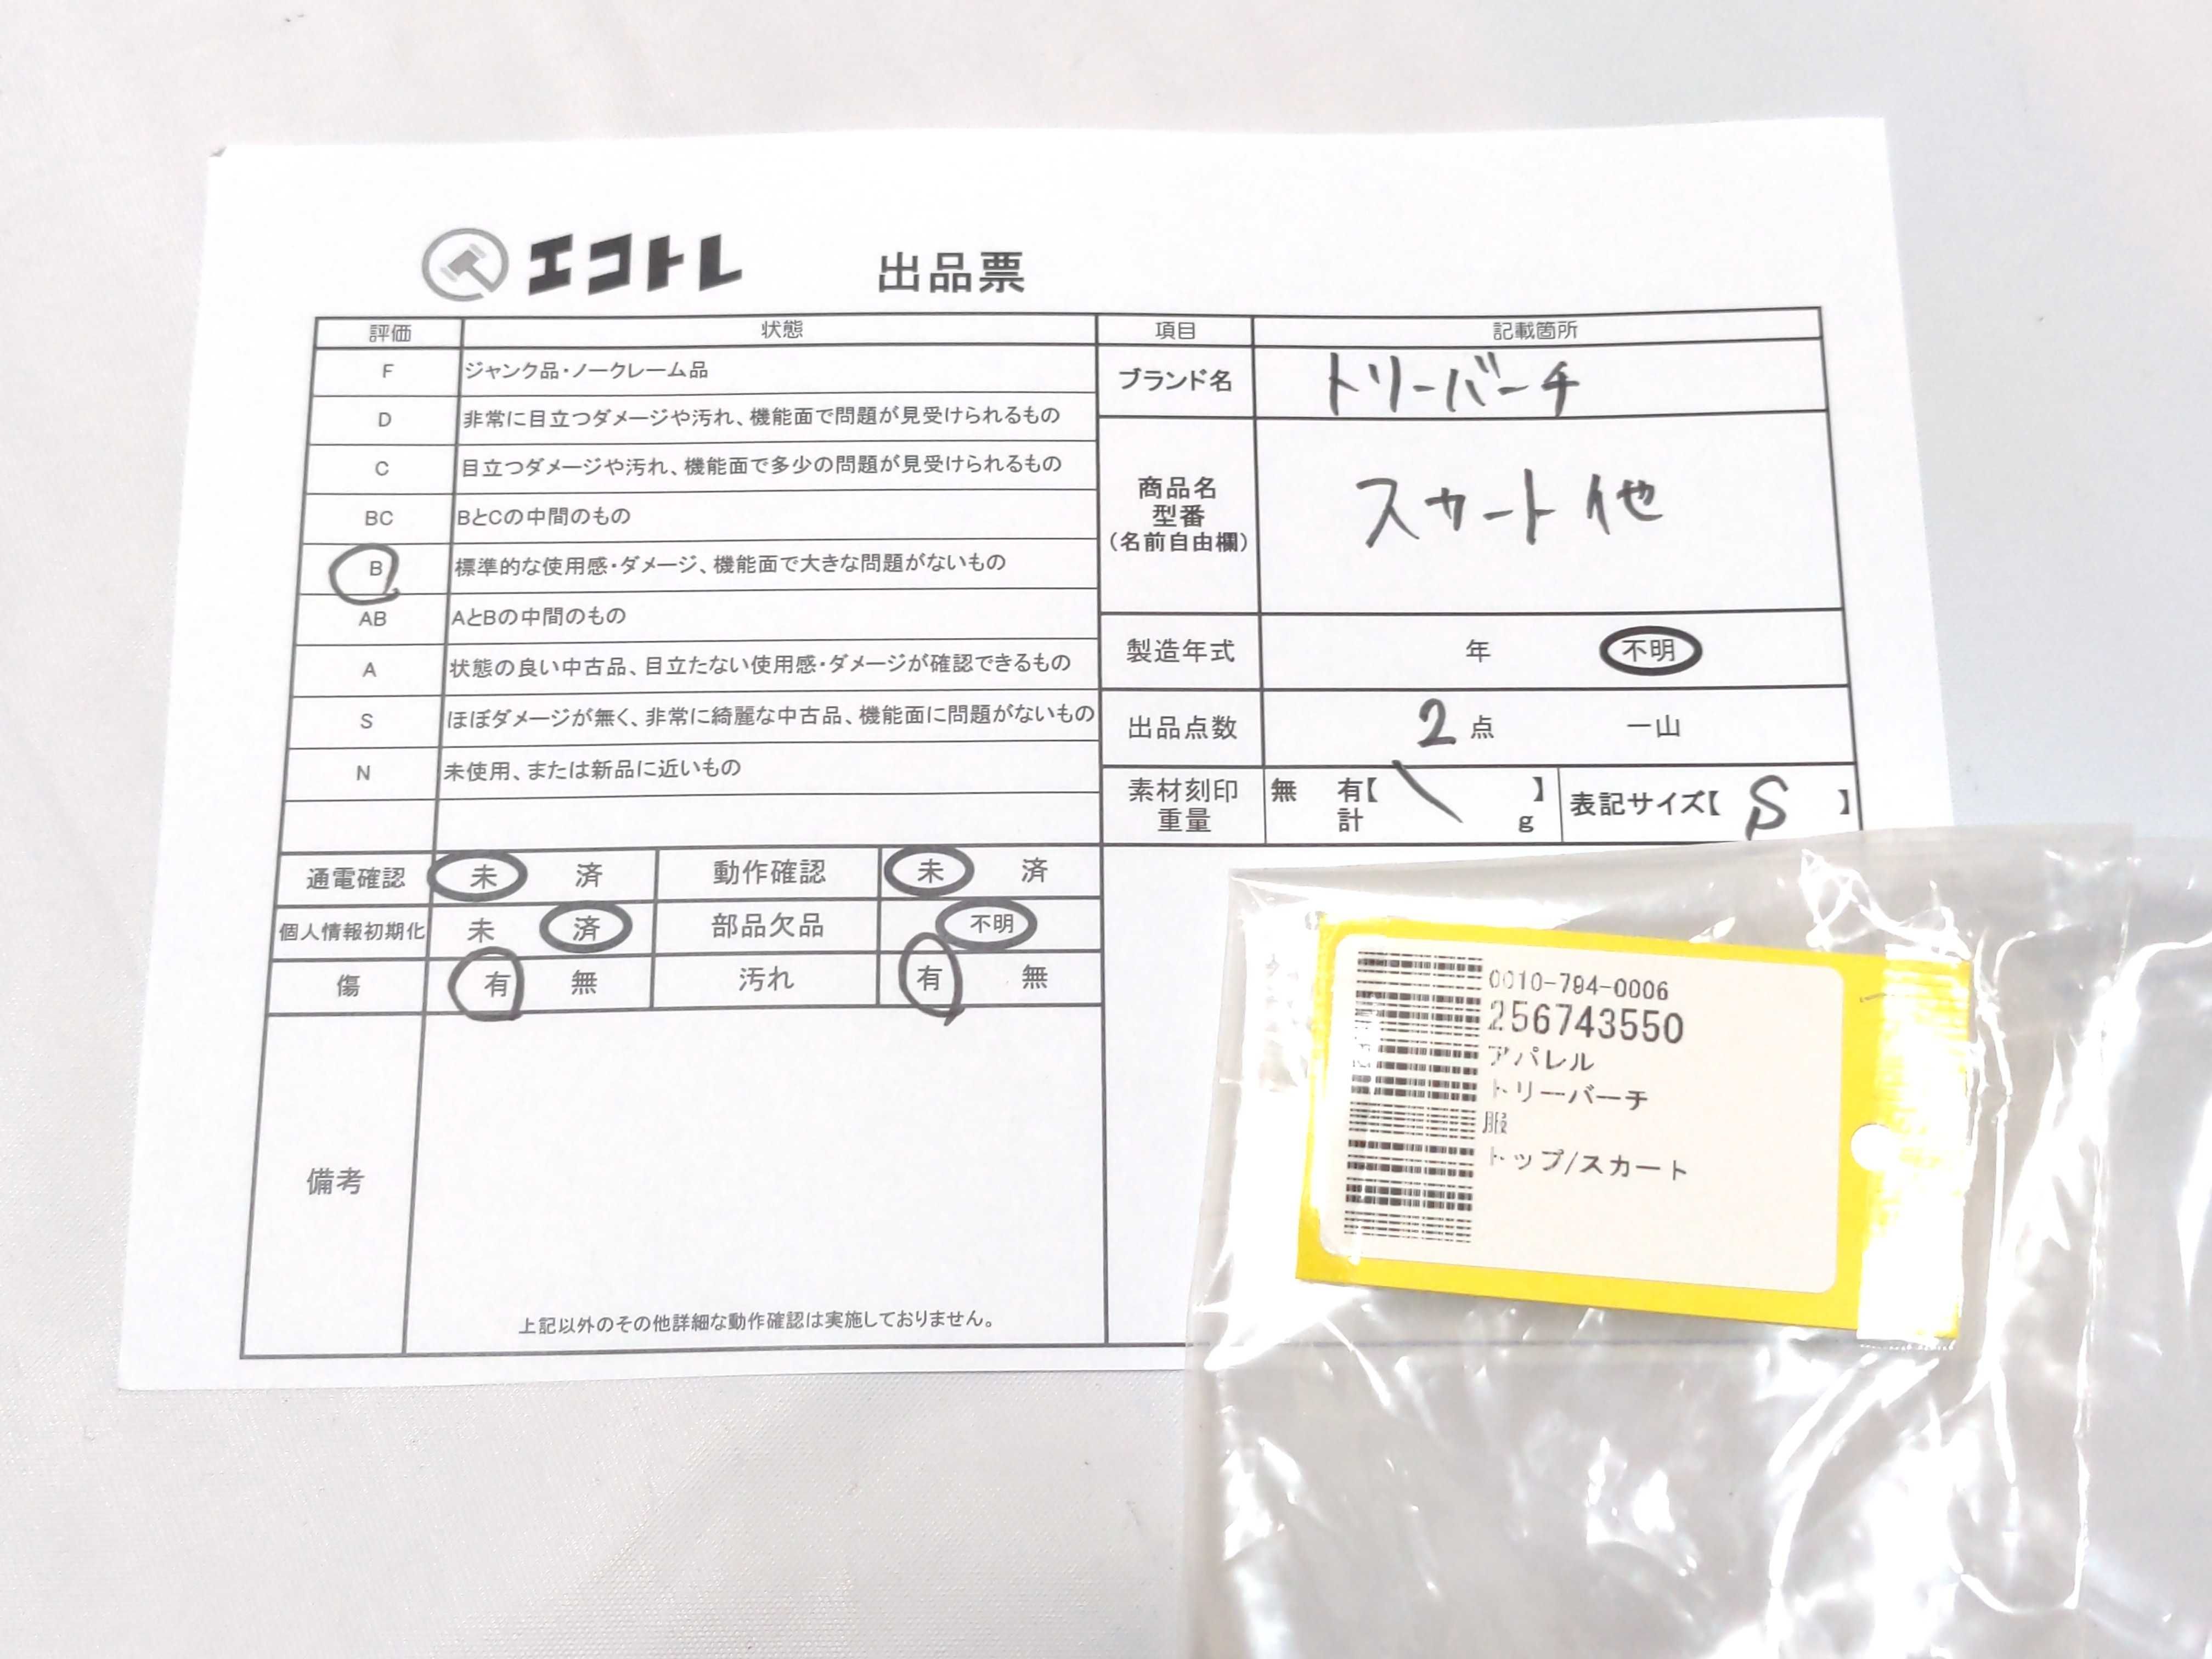 エコトレ 出品票
評価 状態
F ジャンク品・ノークレーム品
D 非常に目立つダメージや汚れ、機能面で問題が見受けられるもの
C 目立つダメージや汚れ、機能面で多少の問題が見受けられるもの
BC BとCの中間のもの
B 標準的な使用感・ダメージ、機能面で大きな問題がないもの
AB AとBの中間のもの
A 状態の良い中古品、目立たない使用感・ダメージが確認できるもの
S ほぼダメージが無く、非常に綺麗な中古品、機能面に問題がないもの
N 未使用、または新品に近いもの
項目 記載箇所
ブランド名 トリーバーチ
商品名
型番
(名前自由欄)
スカート他
製造年式 年 不明
出品点数 2点 一山
素材刻印 無 有【 】
重量 計 g
表記サイズ【 S 】
通電確認 未 済 動作確認 未 済
個人情報初期化 未 済 部品欠品 不明
傷 有 無 汚れ 有 無
備考
上記以外のその他詳細な動作確認は実施しておりません。
0010-794-0006
256743550
アパレル
トリーバーチ
服
トップ/スカート